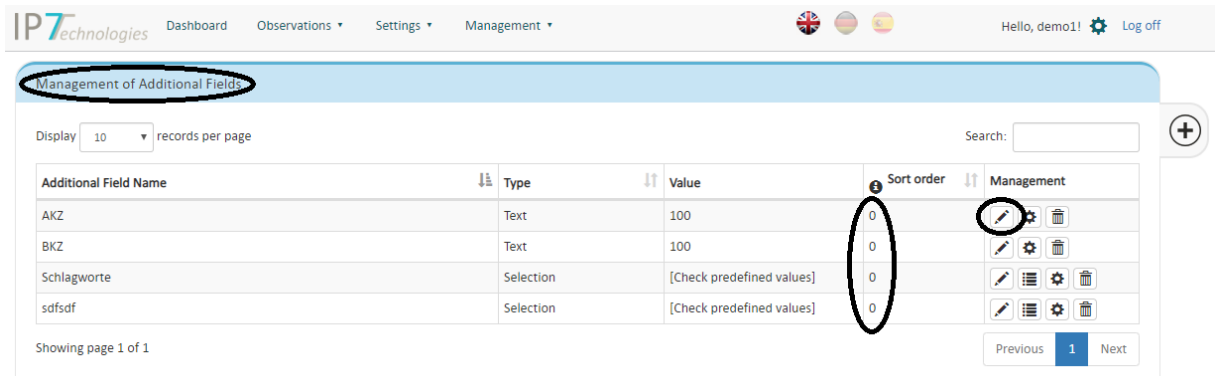 IP7Technologies Dashboard Observations Settings Management Hello, demo1! Log off
Management of Additional Fields
Display 10 records per page Search:
Additional Field Name Type Value Sort order Management
AKZ Text 100 0
BKZ Text 100 0
Schlagworte Selection [Check predefined values] 0
sdfsdf Selection [Check predefined values] 0
Showing page 1 of 1 Previous 1 Next